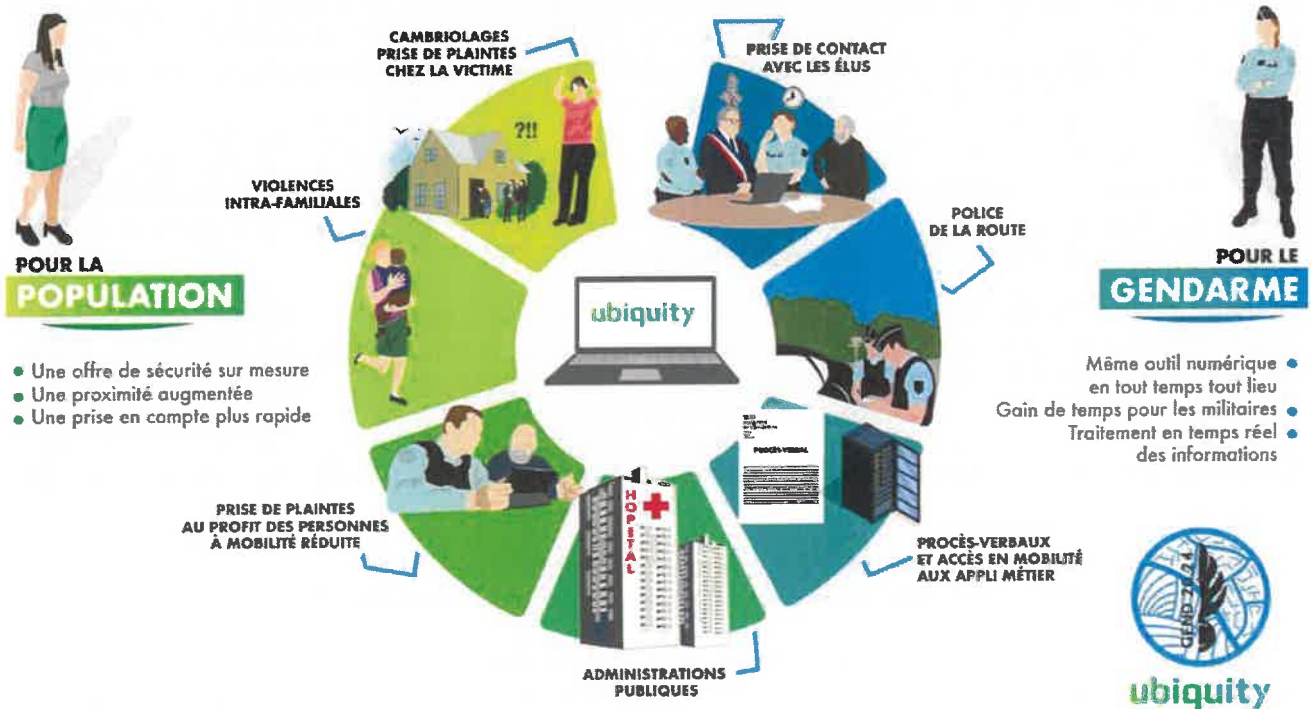 CAMBRIOLAGES
PRISE DE PLAINTES
CHEZ LA VICTIME
?!!
PRISE DE CONTACT
AVEC LES ÉLUS
VIOLENCES
INTRA-FAMILIALES
POLICE
DE LA ROUTE
POUR LA
POPULATION
• Une offre de sécurité sur mesure
• Une proximité augmentée
• Une prise en compte plus rapide
ubiquity
POUR LE
GENDARME
Même outil numérique •
en tout temps tout lieu
Gain de temps pour les militaires •
Traitement en temps réel •
des informations
PROCÈS-VERBAL
HOPITAL
PRISE DE PLAINTES
AU PROFIT DES PERSONNES
À MOBILITÉ RÉDUITE
PROCÈS-VERBAUX
ET ACCÈS EN MOBILITÉ
AUX APPLI MÉTIER
ADMINISTRATIONS
PUBLIQUES
GEND 20.24
ubiquity